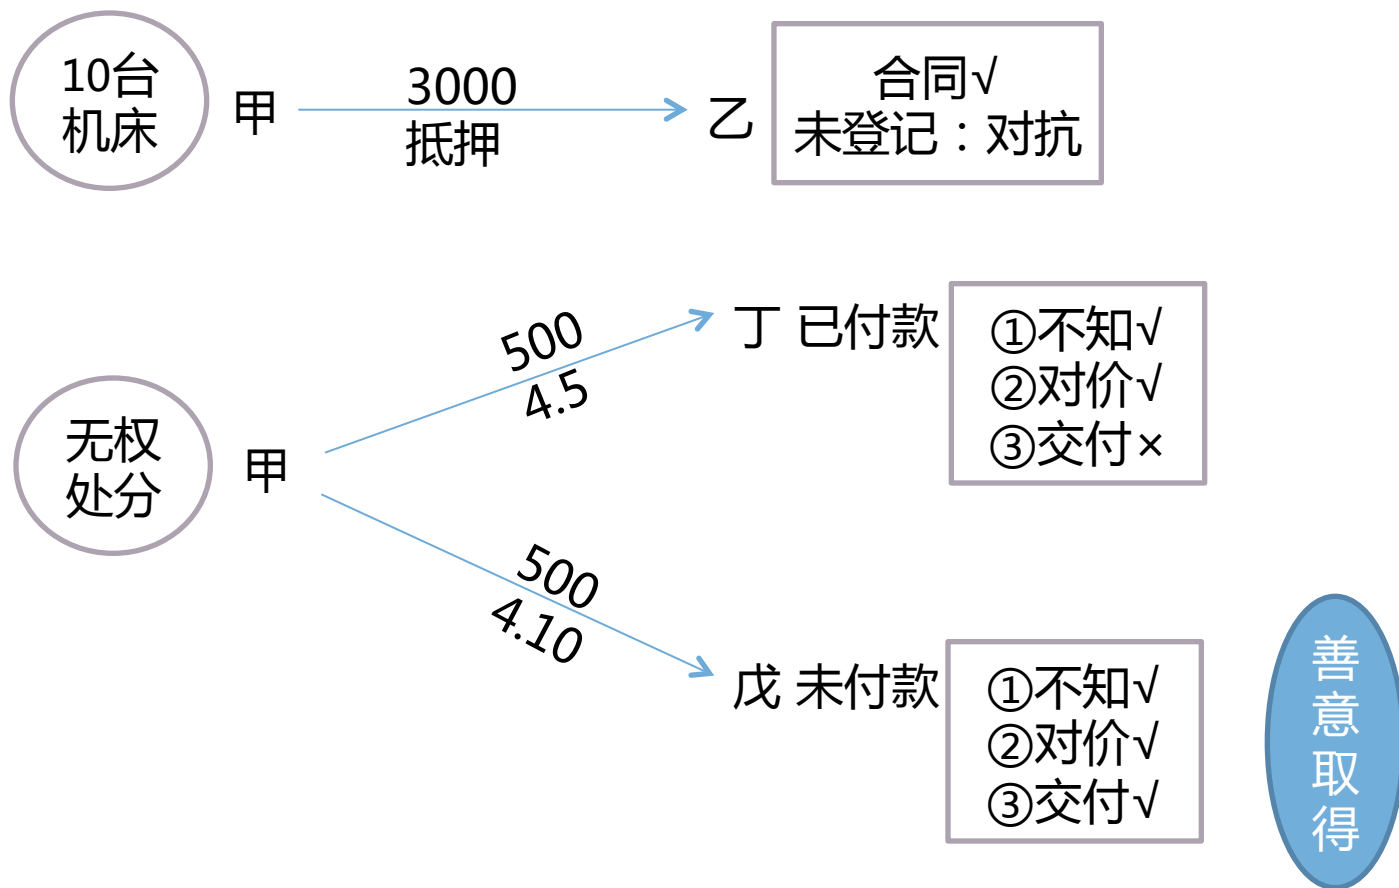 10台
机床
甲
3000
抵押
乙
合同√
未登记：对抗
无权
处分
甲
500
4.5
丁 已付款
①不知√
②对价√
③交付×
500
4.10
戊 未付款
①不知√
②对价√
③交付√
善
意
取
得